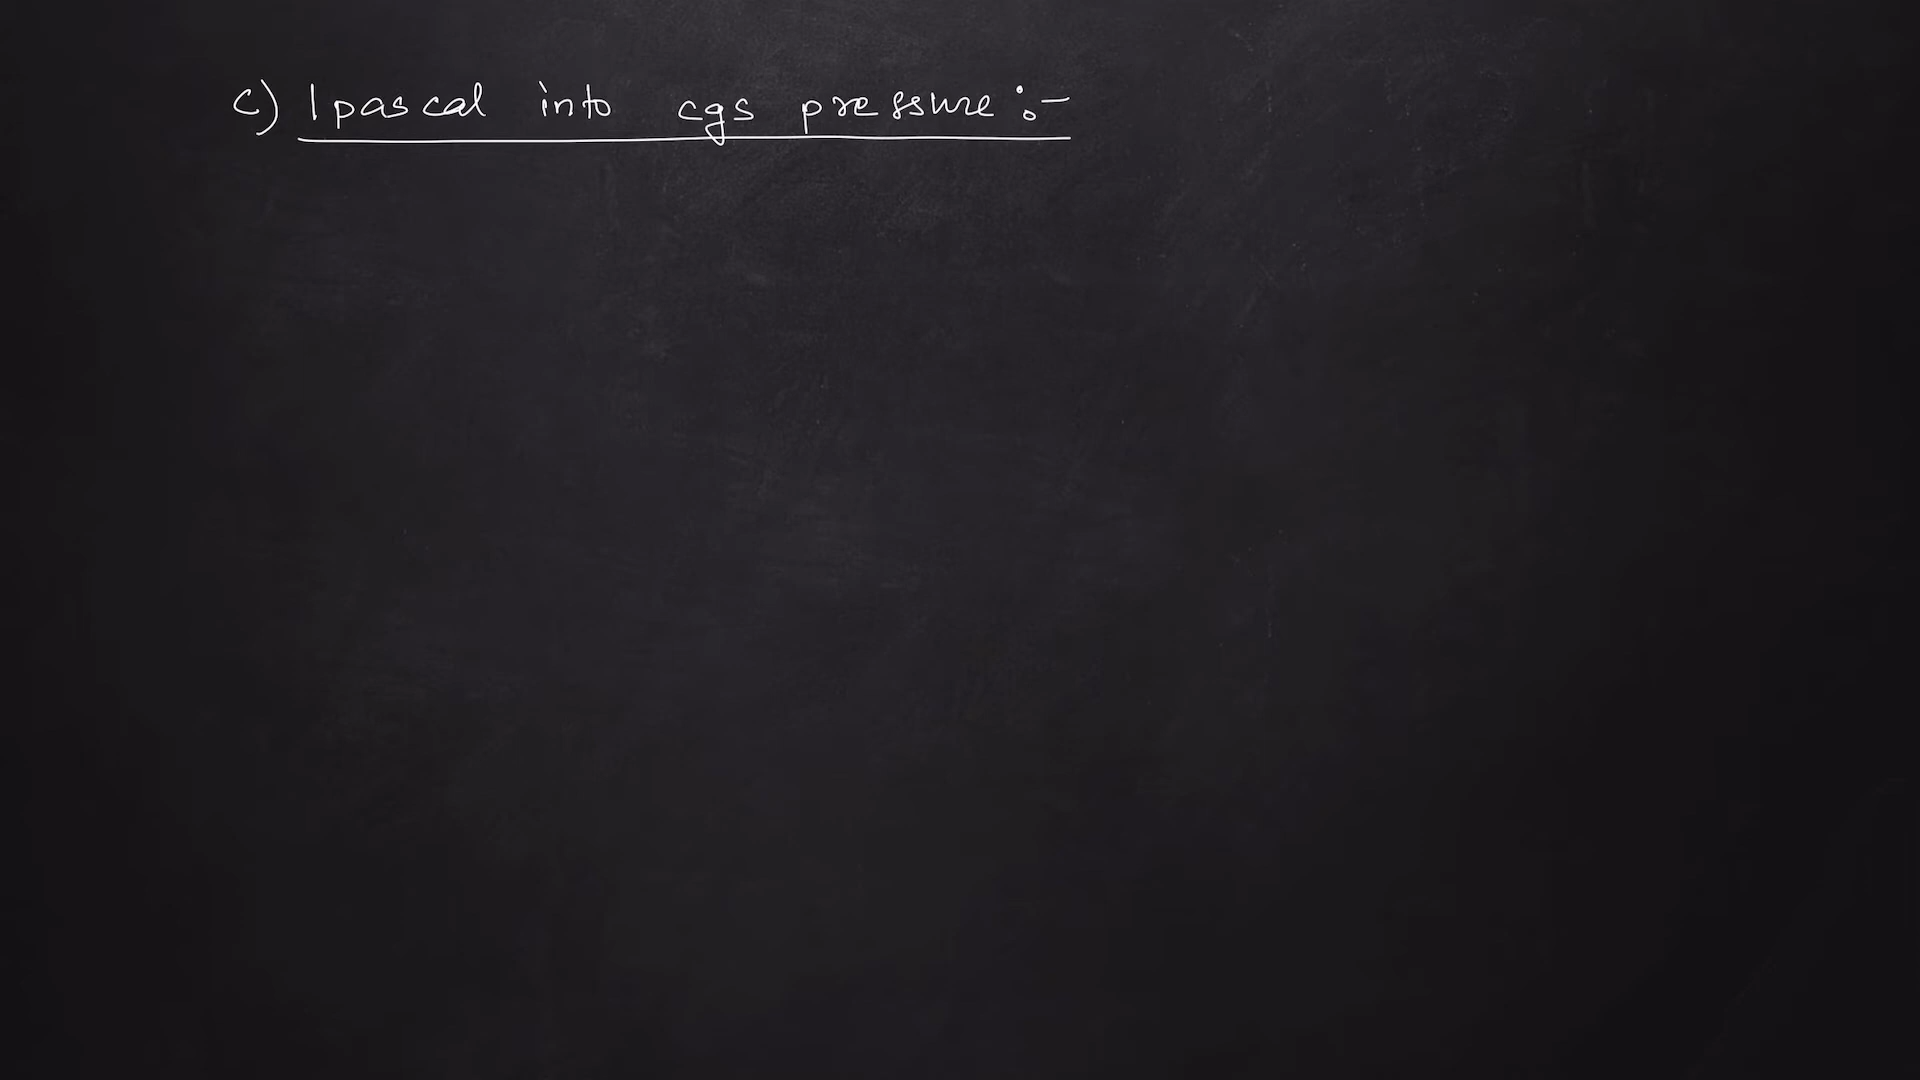 c) 1 pascal into cgs pressure :-